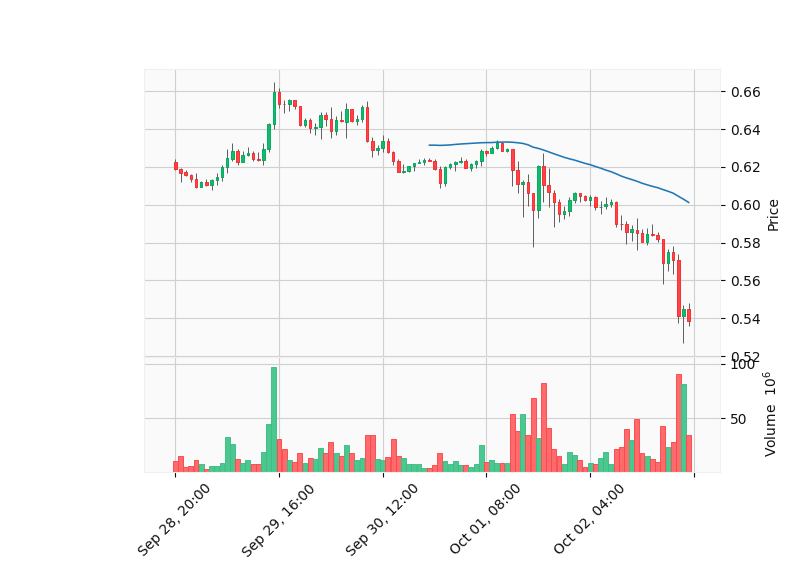 0.66
0.64
0.62
0.60
0.58
0.56
0.54
0.52
Price
100
50
Volume 10⁶
Sep 28, 20:00
Sep 29, 16:00
Sep 30, 12:00
Oct 01, 08:00
Oct 02, 04:00